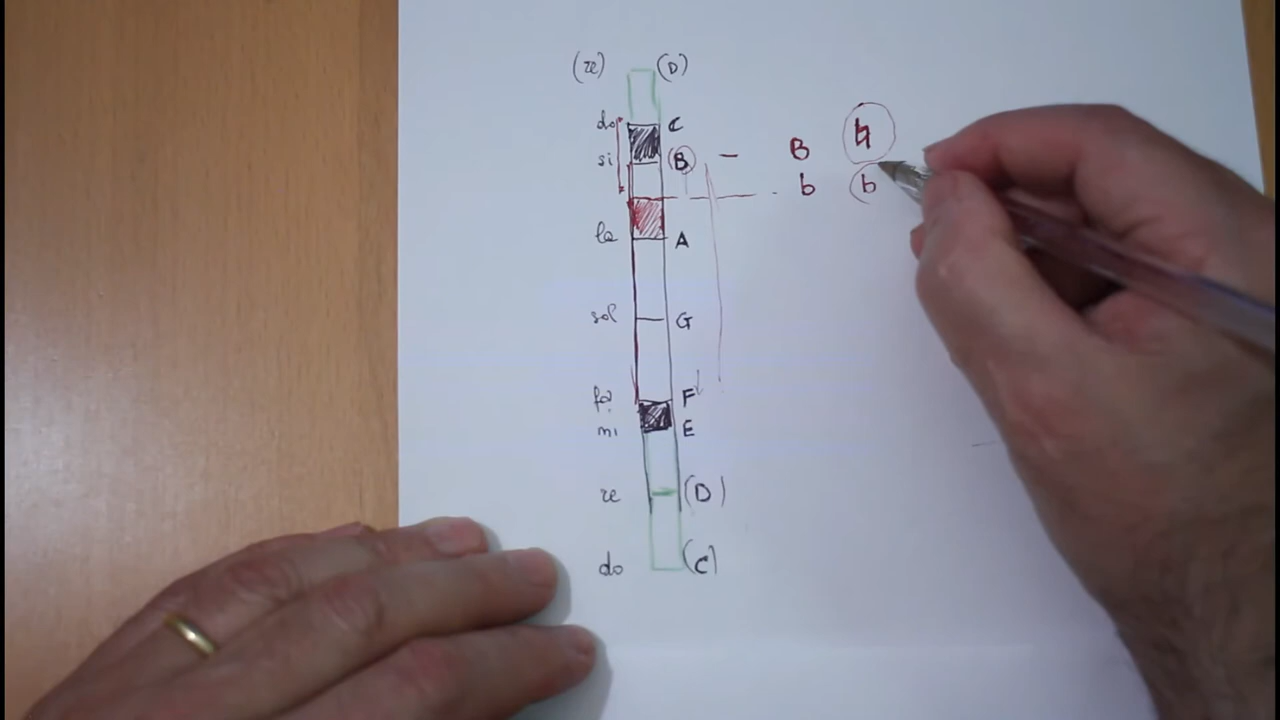 (re) (D)
do C
si (B) – B ♮
b (b)
la A
sol G
fa F
mi E
re (D)
do (C)